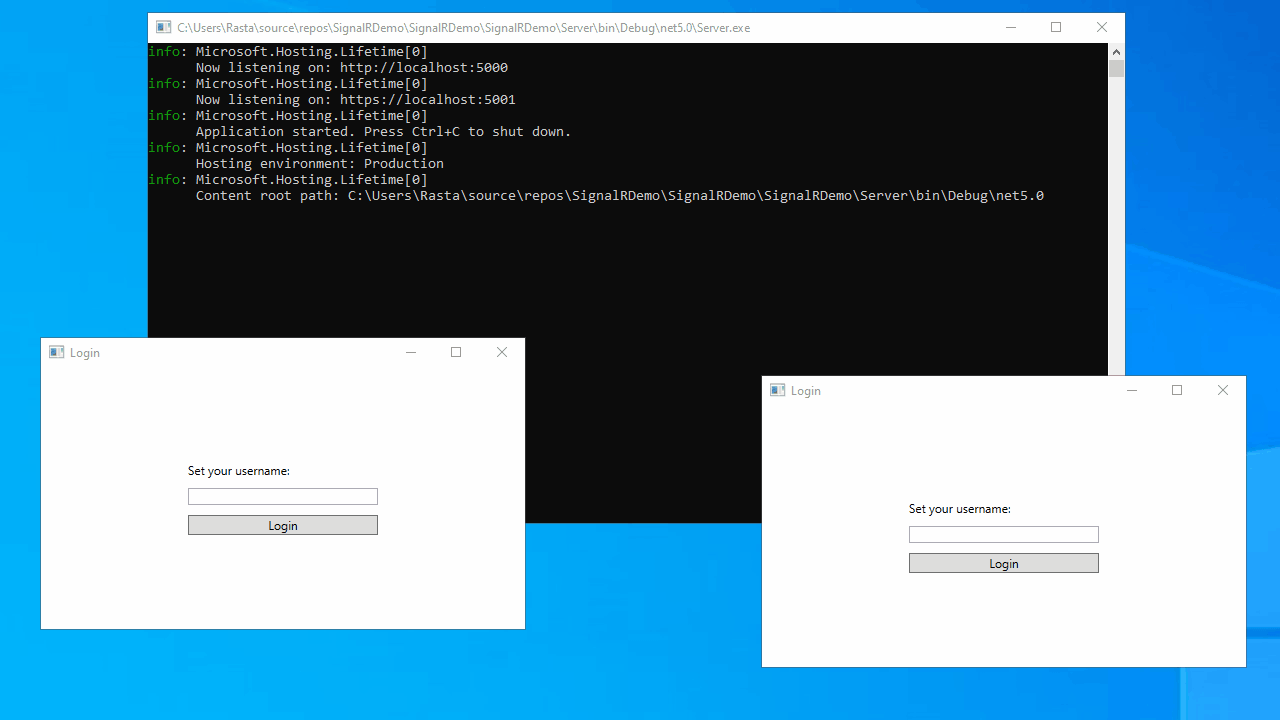 C:\Users\Rasta\source\repos\SignalRDemo\SignalRDemo\SignalRDemo\Server\bin\Debug\net5.0\Server.exe
info: Microsoft.Hosting.Lifetime[0]
Now listening on: http://localhost:5000
info: Microsoft.Hosting.Lifetime[0]
Now listening on: https://localhost:5001
info: Microsoft.Hosting.Lifetime[0]
Application started. Press Ctrl+C to shut down.
info: Microsoft.Hosting.Lifetime[0]
Hosting environment: Production
info: Microsoft.Hosting.Lifetime[0]
Content root path: C:\Users\Rasta\source\repos\SignalRDemo\SignalRDemo\SignalRDemo\Server\bin\Debug\net5.0
Login
Set your username:
Login
Login
Set your username:
Login